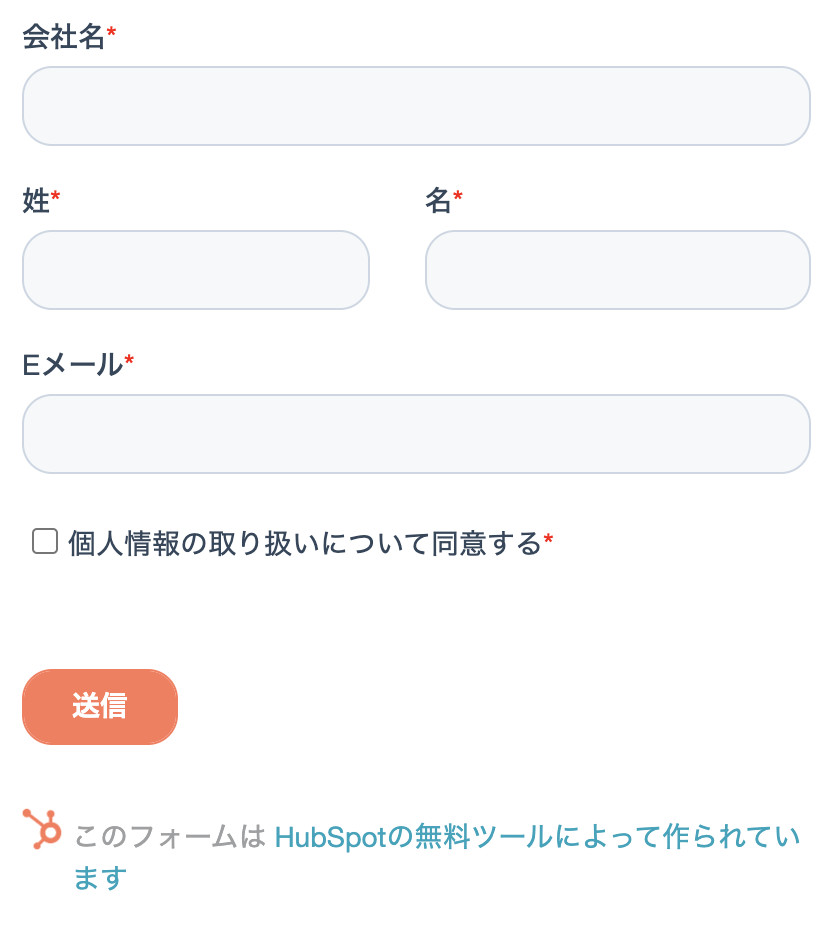 会社名*
姓* 名*
Eメール*
個人情報の取り扱いについて同意する*
送信
このフォームは HubSpotの無料ツールによって作られてい
ます